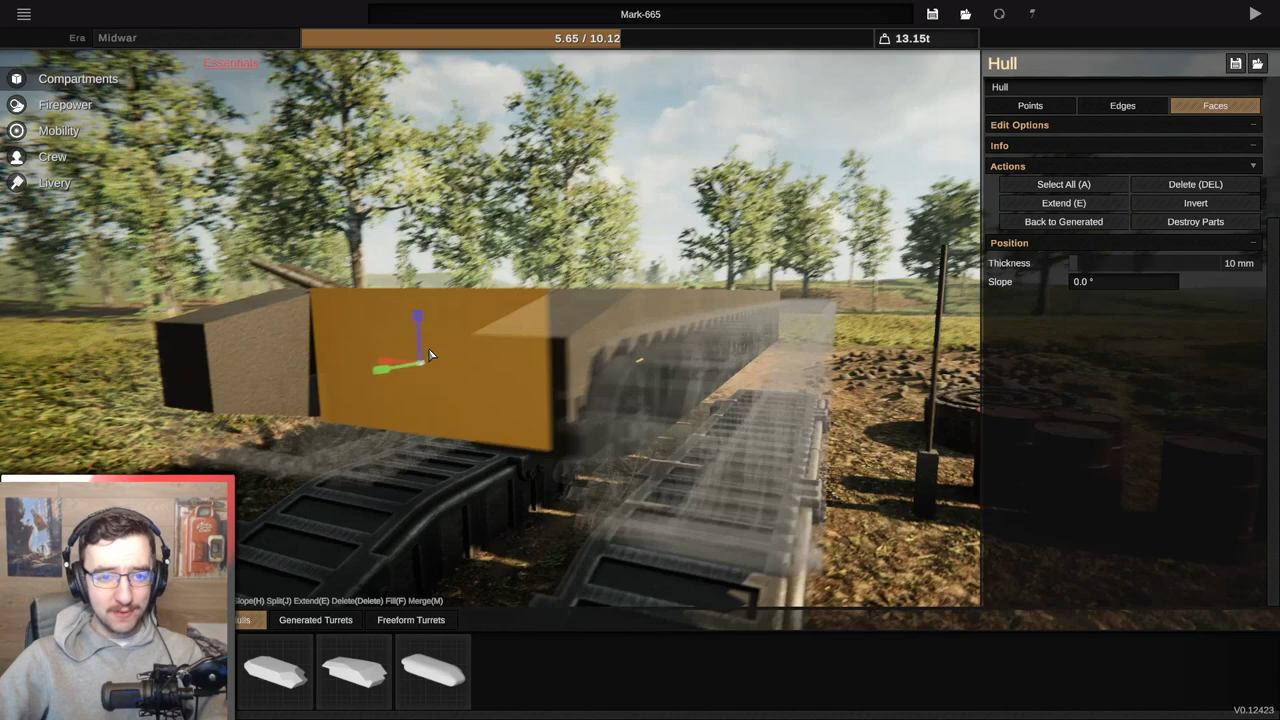 Mark-665
Era
Midwar
5.65 / 10.12
13.15t
Essentials
Compartments
Firepower
Mobility
Crew
Livery
Hull
Hull
Points
Edges
Faces
Edit Options
Info
Actions
Select All (A)
Delete (DEL)
Extend (E)
Invert
Back to Generated
Destroy Parts
Position
Thickness
10 mm
Slope
0.0 °
Split(J) Extend(E) Delete(Delete) Fill(F) Merge(M)
Generated Turrets
Freeform Turrets
V0.12423